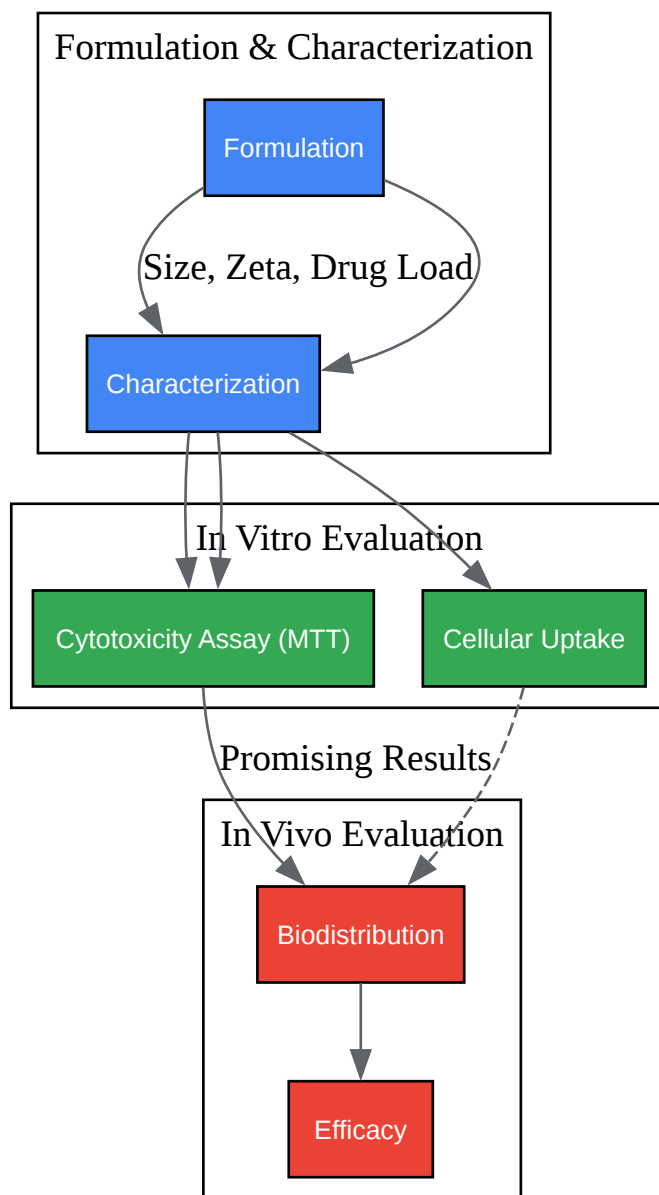 Formulation & Characterization
Formulation
Size, Zeta, Drug Load
Characterization
In Vitro Evaluation
Cytotoxicity Assay (MTT)
Cellular Uptake
Promising Results
In Vivo Evaluation
Biodistribution
Efficacy